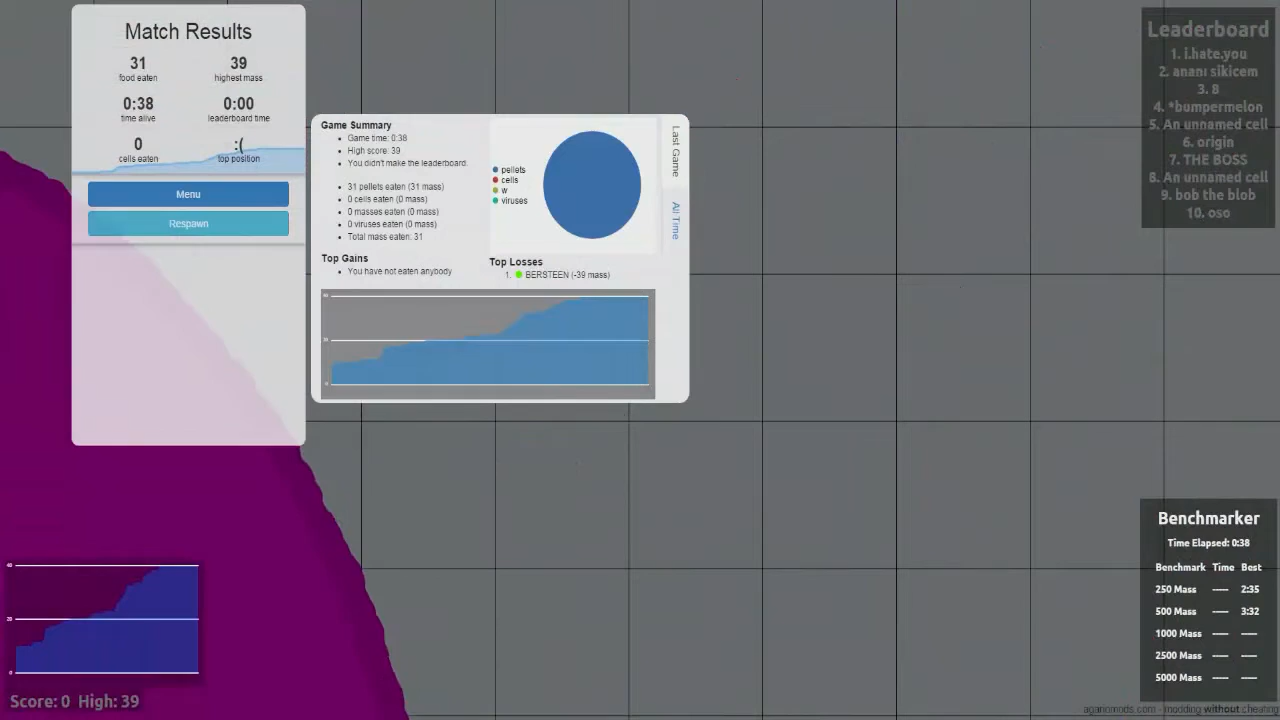 Match Results
31 39
food eaten highest mass
0:38 0:00
time alive leaderboard time
0 :(
cells eaten top position
Menu
Respawn
Game Summary
Game time: 0:38
High score: 39
You didn't make the leaderboard.
31 pellets eaten (31 mass)
0 cells eaten (0 mass)
0 masses eaten (0 mass)
0 viruses eaten (0 mass)
Total mass eaten: 31
pellets
cells
w
viruses
Last Game
All Time
Top Gains
You have not eaten anybody
Top Losses
1. BERSTEEN (-39 mass)
Leaderboard
1. i.hate.you
2. ananı sikicem
3. 8
4. *bumpermelon
5. An unnamed cell
6. origin
7. THE BOSS
8. An unnamed cell
9. bob the blob
10. oso
Benchmarker
Time Elapsed: 0:38
Benchmark Time Best
250 Mass ----- 2:35
500 Mass ----- 3:32
1000 Mass ----- -----
2500 Mass ----- -----
5000 Mass ----- -----
40
20
0
Score: 0 High: 39
agariomods.com - modding without cheating